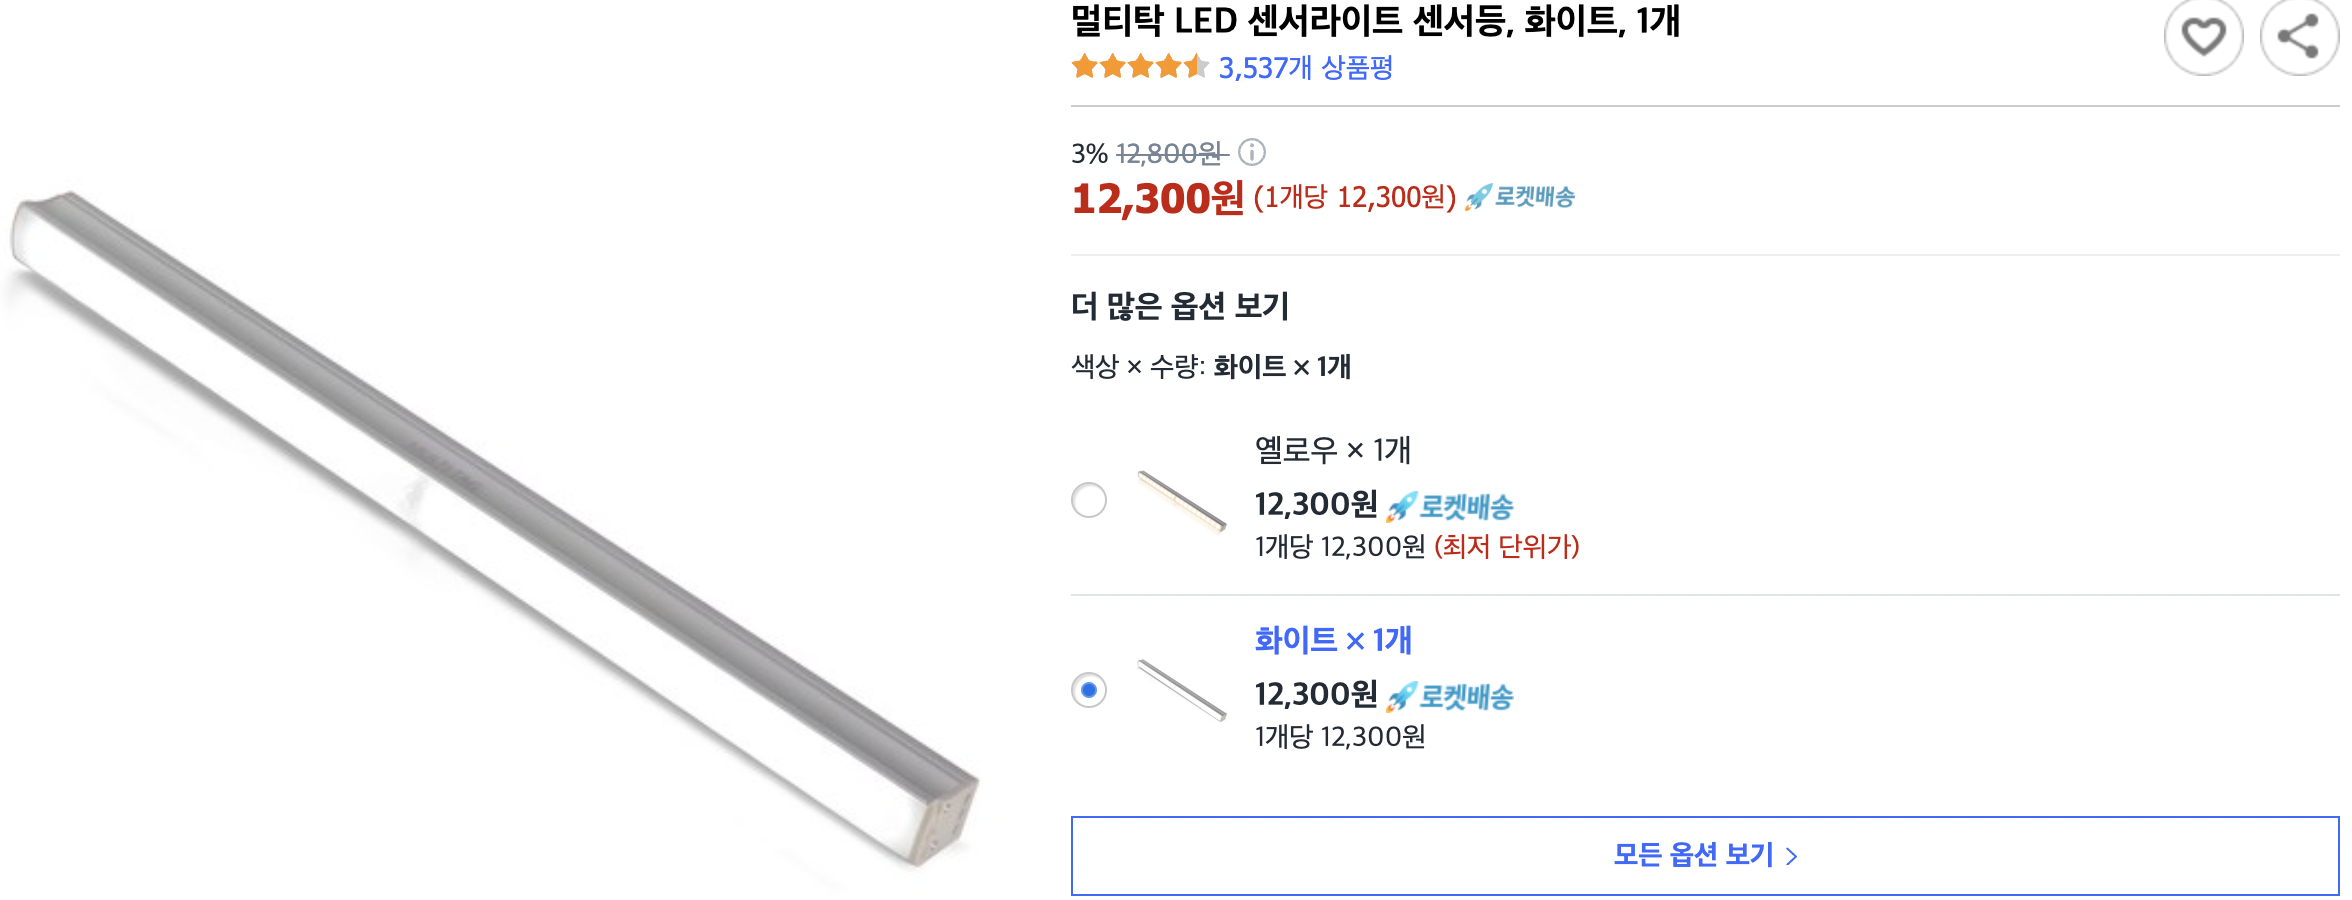 멀티탁 LED 센서라이트 센서등, 화이트, 1개
3,537개 상품평
3% 12,800원
12,300원 (1개당 12,300원) 로켓배송
더 많은 옵션 보기
색상 × 수량: 화이트 × 1개
옐로우 × 1개
12,300원 로켓배송
1개당 12,300원 (최저 단위가)
화이트 × 1개
12,300원 로켓배송
1개당 12,300원
모든 옵션 보기 >